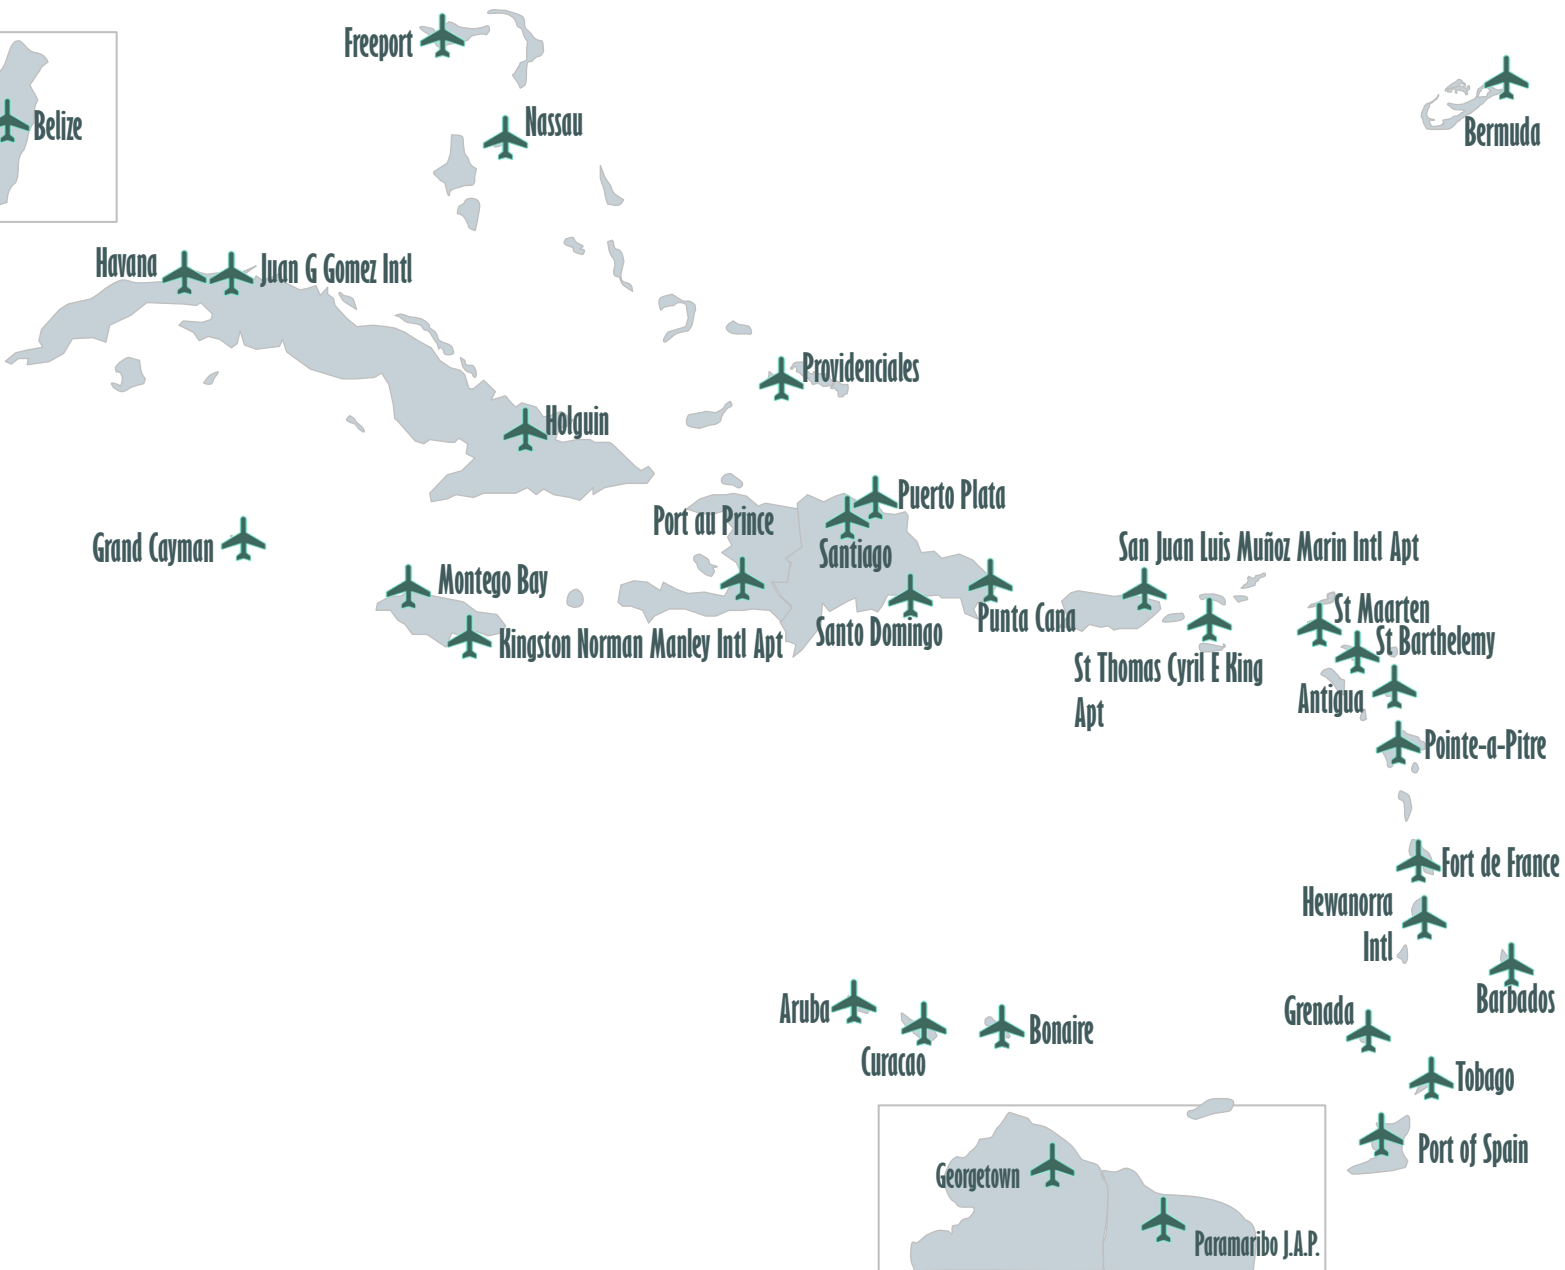 Freeport
Belize
Nassau
Bermuda
Havana
Juan G Gomez Intl
Providenciales
Holguin
Puerto Plata
Port au Prince
Grand Cayman
Santiago
San Juan Luis Muñoz Marin Intl Apt
Montego Bay
St Maarten
Punta Cana
Santo Domingo
Kingston Norman Manley Intl Apt
St Barthelemy
St Thomas Cyril E King
Apt
Antigua
Pointe-a-Pitre
Fort de France
Hewanorra
Intl
Barbados
Aruba
Grenada
Bonaire
Curacao
Tobago
Port of Spain
Georgetown
Paramaribo J.A.P.